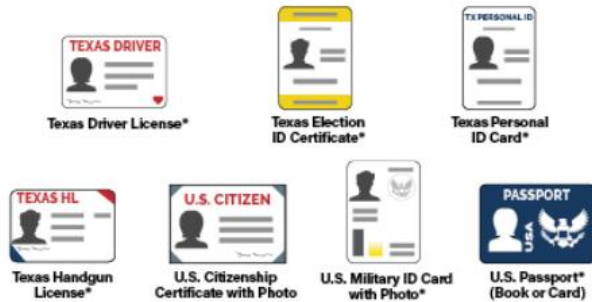 TEXAS DRIVER
Texas Driver License*
Texas Election
ID Certificate*
TX PERSONAL ID
Texas Personal
ID Card*
TEXAS HL
Texas Handgun
License*
U.S. CITIZEN
U.S. Citizenship
Certificate with Photo
U.S. Military ID Card
with Photo*
PASSPORT
USA
U.S. Passport*
(Book or Card)